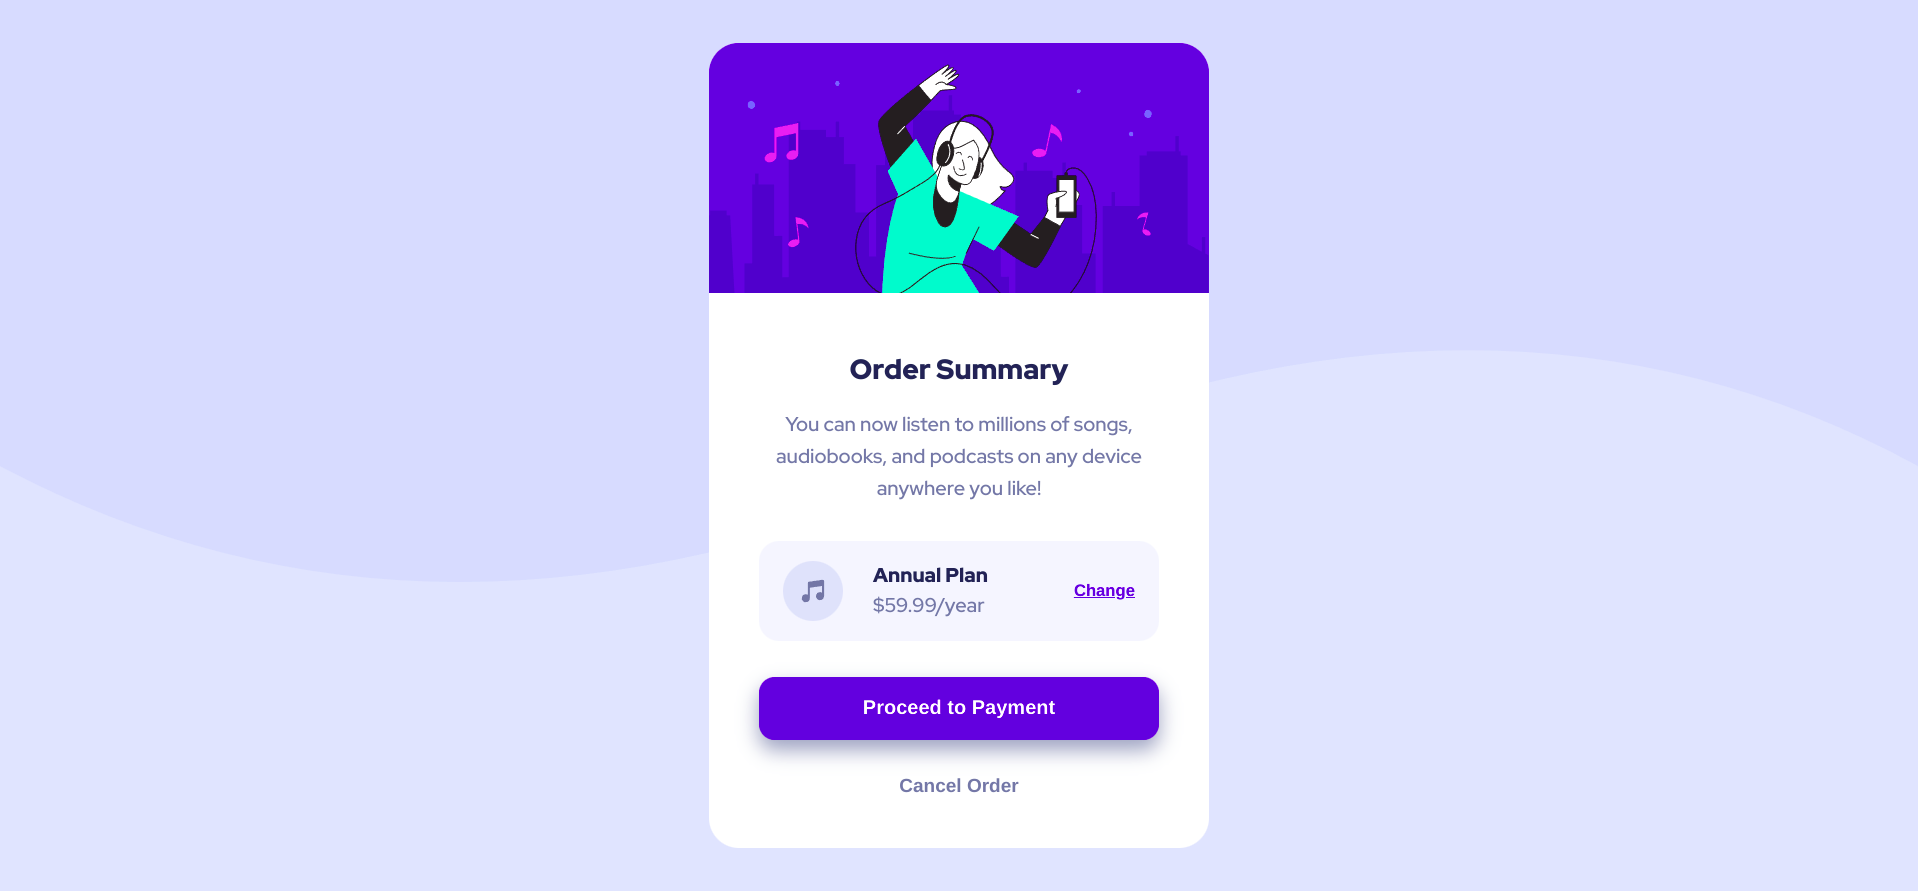 Order Summary
You can now listen to millions of songs,
audiobooks, and podcasts on any device
anywhere you like!
Annual Plan
$59.99/year
Change
Proceed to Payment
Cancel Order